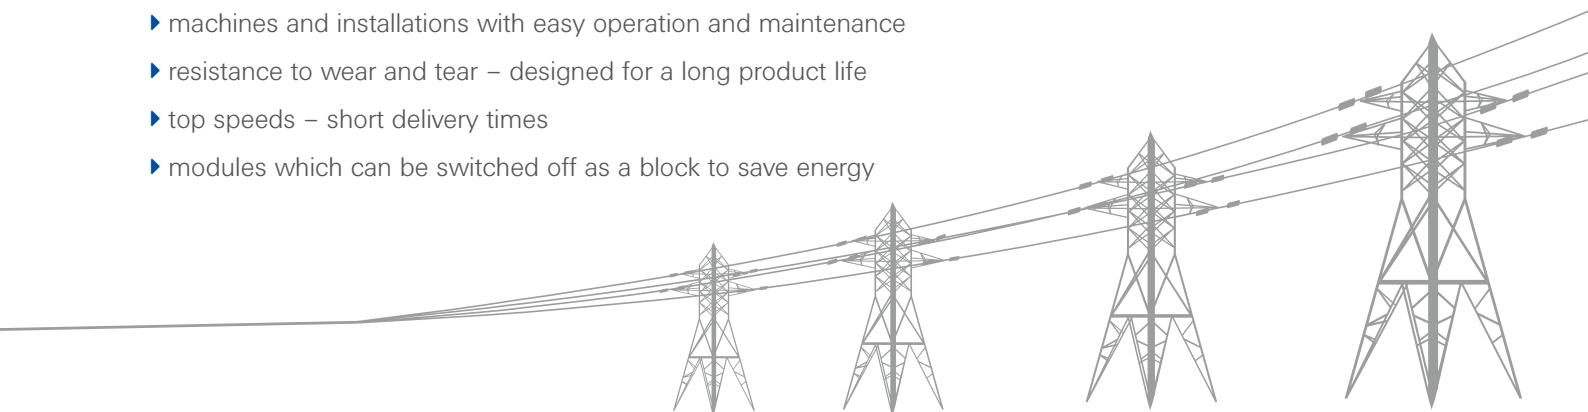 machines and installations with easy operation and maintenance
resistance to wear and tear – designed for a long product life
top speeds – short delivery times
modules which can be switched off as a block to save energy